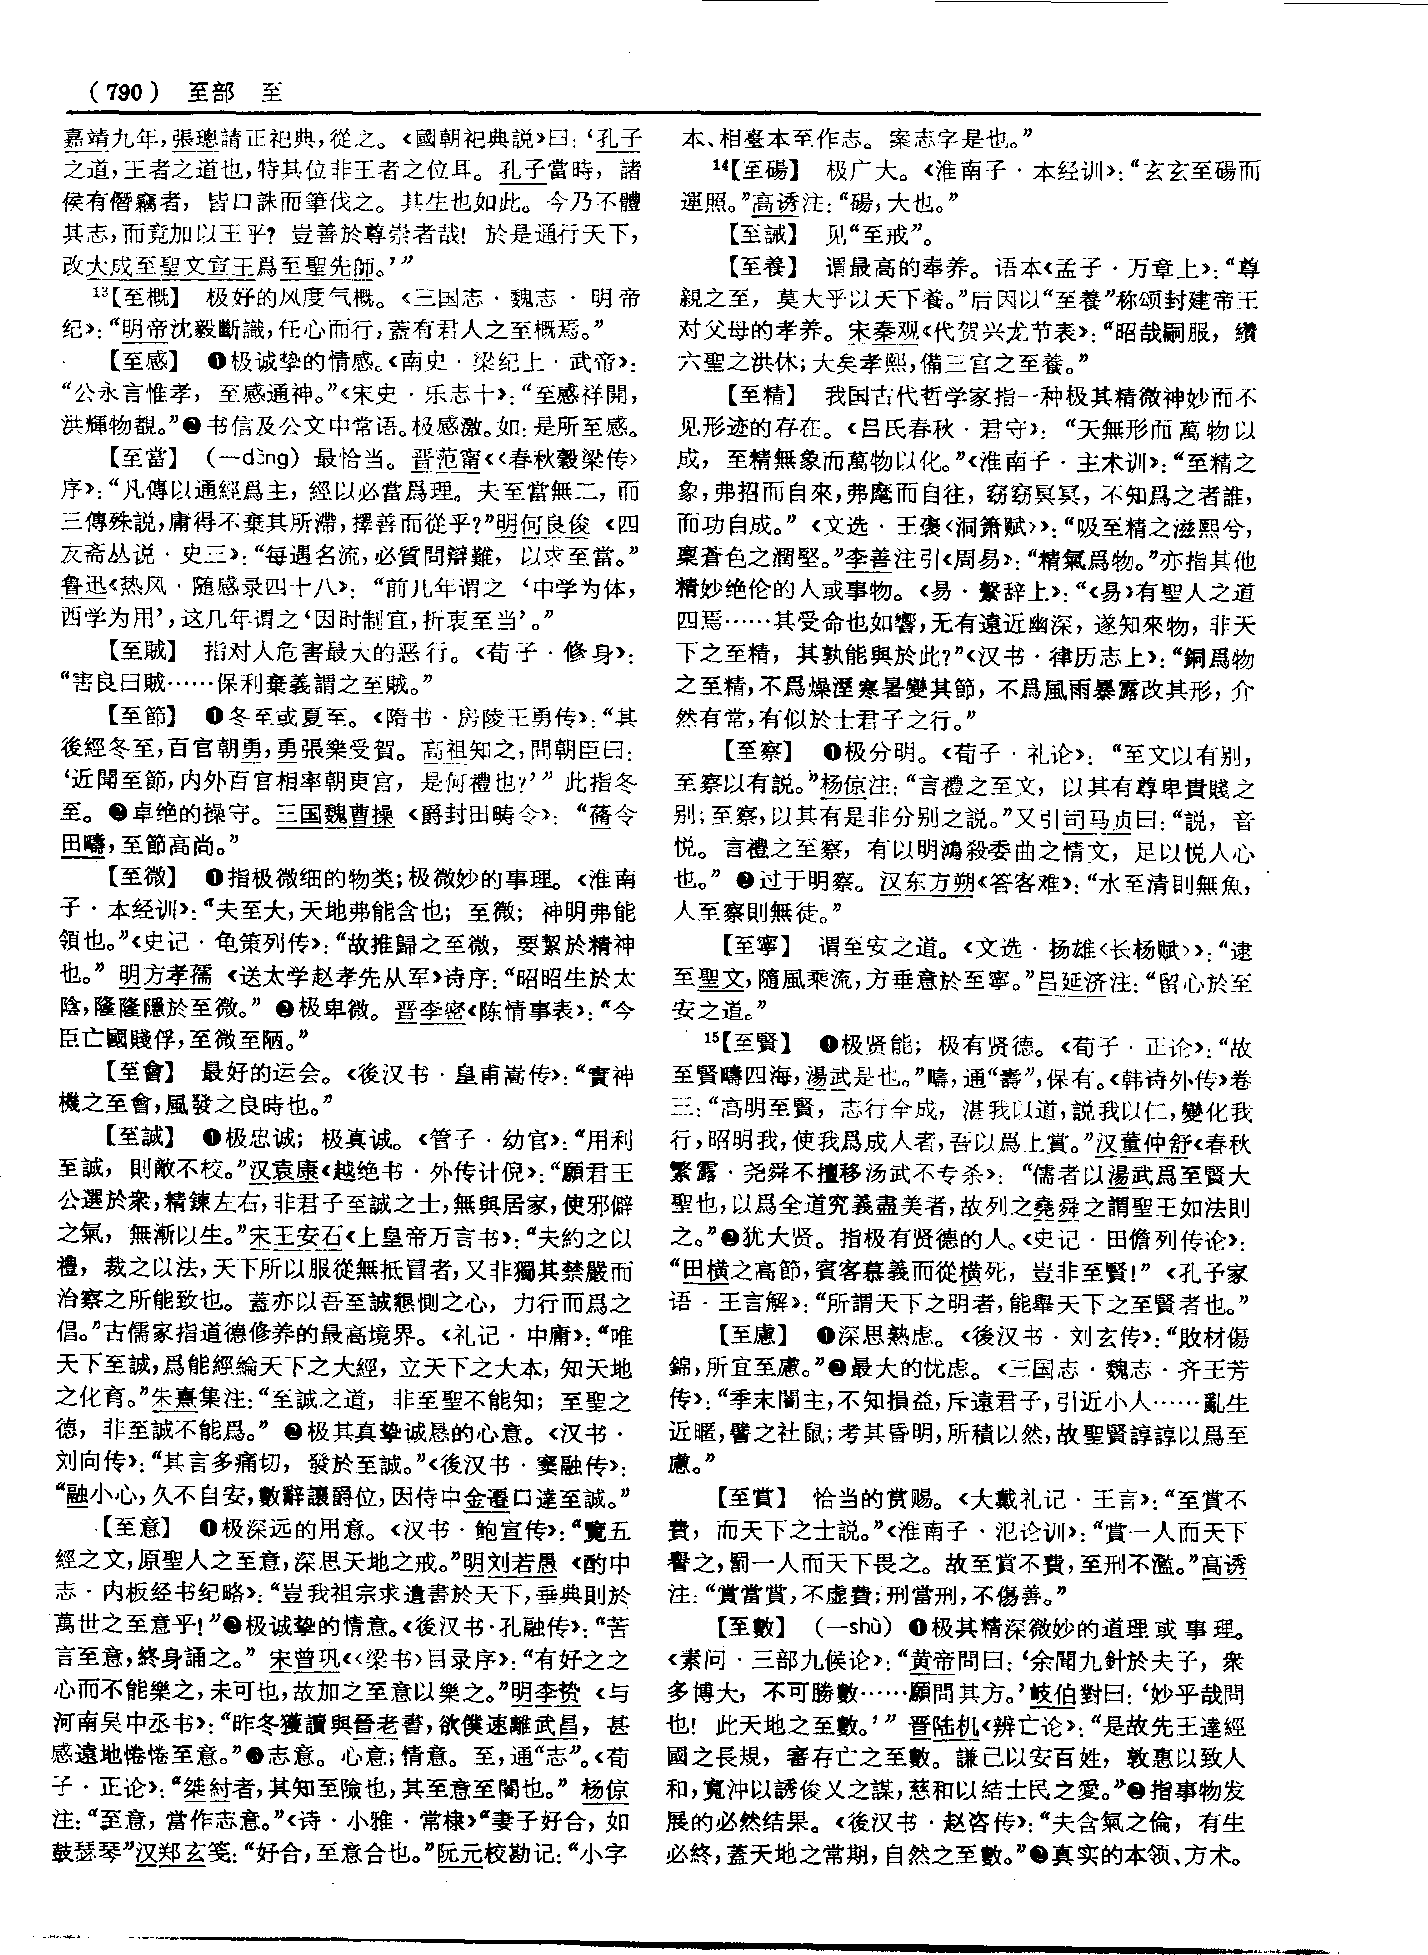 （790） 至部 至
嘉靖九年，張璁請正祀典，從之。《國朝祀典説》曰：‘孔子
之道，王者之道也，特其位非王者之位耳。孔子當時，諸
侯有僭竊者，皆口誅而筆伐之。其生也如此。今乃不體
其志，而竟加以王乎？豈善於尊崇者哉！於是通行天下，
改大成至聖文宣王爲至聖先師。’”
13【至概】 极好的风度气概。《三国志·魏志·明帝
纪》：“明帝沈毅斷識，任心而行，蓋有君人之至概焉。”
【至感】 ❶极诚挚的情感。《南史·梁纪上·武帝》：
“公永言惟孝，至感通神。”《宋史·乐志十》：“至感祥開，
洪輝物覩。”❷书信及公文中常语。极感激。如：是所至感。
【至當】 （—dàng）最恰当。晋范甯《〈春秋穀梁传〉
序》：“凡傳以通經爲主，經以必當爲理。夫至當無二，而
三傳殊説，庸得不棄其所滯，擇善而從乎？”明何良俊《四
友斋丛说·史三》：“每遇名流，必質問辯難，以求至當。”
鲁迅《热风·随感录四十八》：“前几年谓之‘中学为体，
西学为用’，这几年谓之‘因时制宜，折衷至当’。”
【至賊】 指对人危害最大的恶行。《荀子·修身》：
“害良曰賊……保利棄義謂之至賊。”
【至節】 ❶冬至或夏至。《隋书·房陵王勇传》：“其
後經冬至，百官朝勇，勇張樂受賀。高祖知之，問朝臣曰：
‘近聞至節，内外百官相率朝東宫，是何禮也？’”此指冬
至。❷卓绝的操守。三国魏曹操《爵封田畴令》：“蓨令
田疇，至節高尚。”
【至微】 ❶指极微细的物类；极微妙的事理。《淮南
子·本经训》：“夫至大，天地弗能含也；至微，神明弗能
領也。”《史记·龟策列传》：“故推歸之至微，要絜於精神
也。”明方孝孺《送太学赵孝先从军》诗序：“昭昭生於太
陰，隆隆隱於至微。”❷极卑微。晋李密《陈情事表》：“今
臣亡國賤俘，至微至陋。”
【至會】 最好的运会。《後汉书·皇甫嵩传》：“實神
機之至會，風發之良時也。”
【至誠】 ❶极忠诚；极真诚。《管子·幼官》：“用利
至誠，則敵不校。”汉袁康《越绝书·外传计倪》：“願君王
公選於衆，精鍊左右，非君子至誠之士，無與居家，使邪僻
之氣，無漸以生。”宋王安石《上皇帝万言书》：“夫約之以
禮，裁之以法，天下所以服從無抵冒者，又非獨其禁嚴而
治察之所能致也。蓋亦以吾至誠懇惻之心，力行而爲之
倡。”古儒家指道德修养的最高境界。《礼记·中庸》：“唯
天下至誠，爲能經綸天下之大經，立天下之大本，知天地
之化育。”朱熹集注：“至誠之道，非至聖不能知；至聖之
德，非至誠不能爲。”❷极其真挚诚恳的心意。《汉书·
刘向传》：“其言多痛切，發於至誠。”《後汉书·窦融传》：
“融小心，久不自安，數辭讓爵位，因侍中金遷口達至誠。”
【至意】 ❶极深远的用意。《汉书·鲍宣传》：“覽五
經之文，原聖人之至意，深思天地之戒。”明刘若愚《酌中
志·内板经书纪略》：“豈我祖宗求遺書於天下，垂典則於
萬世之至意乎！”❷极诚挚的情意。《後汉书·孔融传》：“苦
言至意，終身誦之。”宋曾巩《〈梁书〉目录序》：“有好之之
心而不能樂之，未可也，故加之至意以樂之。”明李贽《与
河南吴中丞书》：“昨冬獲讀與晉老書，欲僕速離武昌，甚
感遠地惓惓至意。”❸志意。心意；情意。至，通“志”。《荀
子·正论》：“桀紂者，其知至險也，其至意至闇也。”杨倞
注：“至意，當作志意。”《诗·小雅·常棣》“妻子好合，如
鼓瑟琴”汉郑玄笺：“好合，至意合也。”阮元校勘记：“小字
本、相臺本至作志。案志字是也。”
14【至碭】 极广大。《淮南子·本经训》：“玄玄至碭而
運照。”高诱注：“碭，大也。”
【至誡】 见“至戒”。
【至養】 谓最高的奉养。语本《孟子·万章上》：“尊
親之至，莫大乎以天下養。”后因以“至養”称颂封建帝王
对父母的孝养。宋秦观《代贺兴龙节表》：“昭哉嗣服，纘
六聖之洪休；大矣孝熙，備三宫之至養。”
【至精】 我国古代哲学家指一种极其精微神妙而不
见形迹的存在。《吕氏春秋·君守》：“天無形而萬物以
成，至精無象而萬物以化。”《淮南子·主术训》：“至精之
象，弗招而自來，弗麾而自往，窈窈冥冥，不知爲之者誰，
而功自成。”《文选·王褒〈洞箫赋〉》：“吸至精之滋熙兮，
稟蒼色之潤堅。”李善注引《周易》：“精氣爲物。”亦指其他
精妙绝伦的人或事物。《易·繫辞上》：“《易》有聖人之道
四焉……其受命也如響，无有遠近幽深，遂知來物，非天
下之至精，其孰能與於此？”《汉书·律历志上》：“銅爲物
之至精，不爲燥溼寒暑變其節，不爲風雨暴露改其形，介
然有常，有似於士君子之行。”
【至察】 ❶极分明。《荀子·礼论》：“至文以有别，
至察以有説。”杨倞注：“言禮之至文，以其有尊卑貴賤之
别；至察，以其有是非分别之説。”又引司马贞曰：“説，音
悦。言禮之至察，有以明鴻殺委曲之情文，足以悦人心
也。”❷过于明察。汉东方朔《答客难》：“水至清則無魚，
人至察則無徒。”
【至寧】 谓至安之道。《文选·扬雄〈长杨赋〉》：“逮
至聖文，隨風乘流，方垂意於至寧。”吕延济注：“留心於至
安之道。”
15【至賢】 ❶极贤能；极有贤德。《荀子·正论》：“故
至賢疇四海，湯武是也。”疇，通“壽”，保有。《韩诗外传》卷
三：“高明至賢，志行全成，湛我以道，説我以仁，變化我
行，昭明我，使我爲成人者，吾以爲上賞。”汉董仲舒《春秋
繁露·尧舜不擅移汤武不专杀》：“儒者以湯武爲至賢大
聖也，以爲全道究義盡美者，故列之堯舜之謂聖王如法則
之。”❷犹大贤。指极有贤德的人。《史记·田儋列传论》：
“田横之高節，賓客慕義而從横死，豈非至賢！”《孔子家
语·王言解》：“所謂天下之明者，能舉天下之至賢者也。”
【至慮】 ❶深思熟虑。《後汉书·刘玄传》：“敗材傷
錦，所宜至慮。”❷最大的忧虑。《三国志·魏志·齐王芳
传》：“季末闇主，不知損益，斥遠君子，引近小人……亂生
近暱，譬之社鼠；考其昏明，所積以然，故聖賢諄諄以爲至
慮。”
【至賞】 恰当的赏赐。《大戴礼记·王言》：“至賞不
費，而天下之士説。”《淮南子·氾论训》：“賞一人而天下
譽之，罰一人而天下畏之。故至賞不費，至刑不濫。”高诱
注：“賞當賞，不虚費；刑當刑，不傷善。”
【至數】 （—shù）❶极其精深微妙的道理或事理。
《素问·三部九候论》：“黄帝問曰：‘余聞九針於夫子，衆
多博大，不可勝數……願問其方。’岐伯對曰：‘妙乎哉問
也！此天地之至數。’”晋陆机《辨亡论》：“是故先王達經
國之長規，審存亡之至數。謙己以安百姓，敦惠以致人
和，寬沖以誘俊乂之謀，慈和以結士民之愛。”❷指事物发
展的必然结果。《後汉书·赵咨传》：“夫含氣之倫，有生
必終，蓋天地之常期，自然之至數。”❸真实的本领、方术。